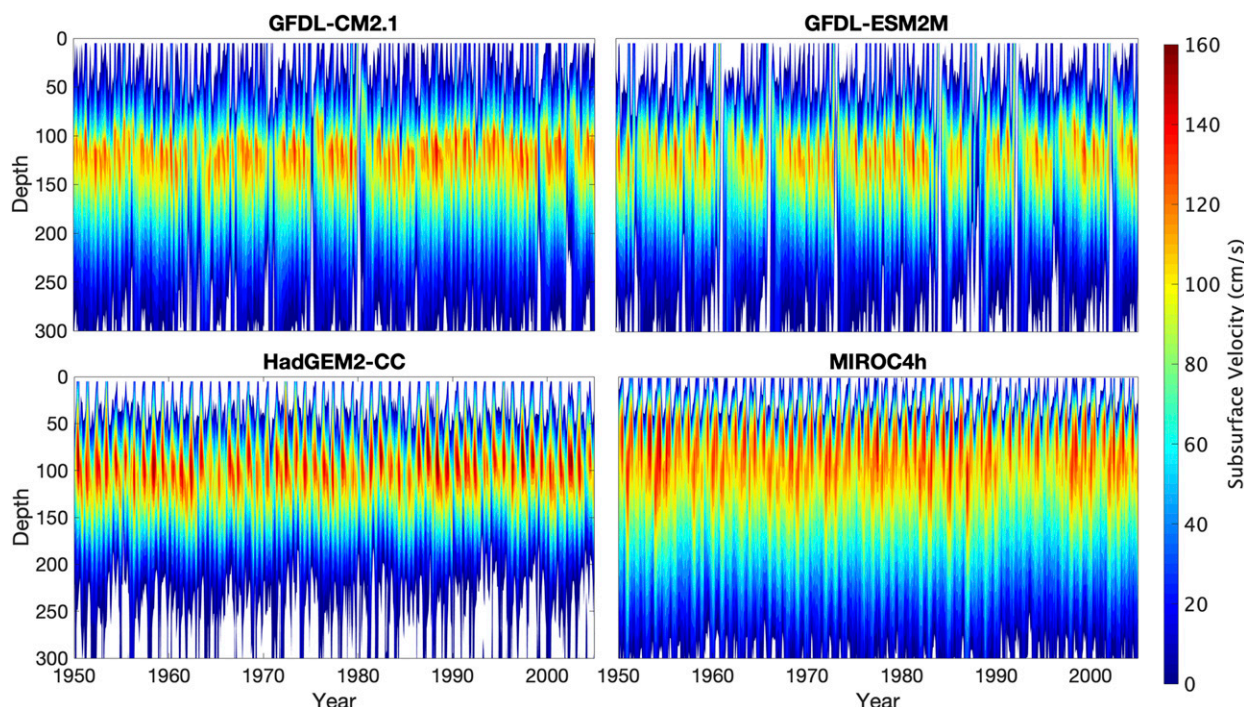 GFDL-CM2.1
GFDL-ESM2M
0
50
100
150
200
250
300
Depth
160
140
120
100
80
60
40
20
0
Subsurface Velocity (cm/s)
HadGEM2-CC
MIROC4h
0
50
100
150
200
250
300
Depth
1950 1960 1970 1980 1990 2000
Year
1950 1960 1970 1980 1990 2000
Year